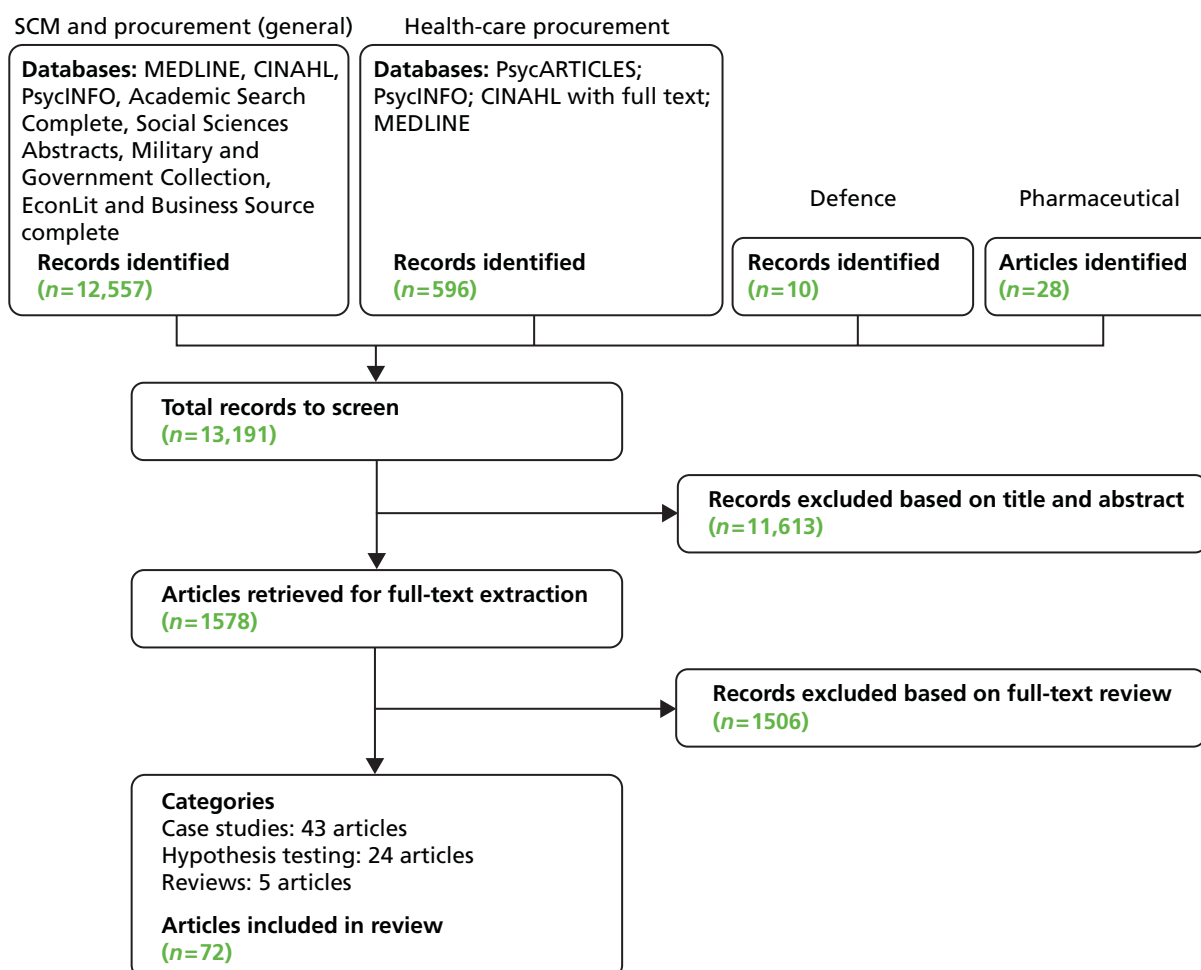 SCM and procurement (general)
Databases: MEDLINE, CINAHL,
PsycINFO, Academic Search
Complete, Social Sciences
Abstracts, Military and
Government Collection,
EconLit and Business Source
complete
Records identified
(n=12,557)
Health-care procurement
Databases: PsycARTICLES;
PsycINFO; CINAHL with full text;
MEDLINE
Records identified
(n=596)
Defence
Records identified
(n=10)
Pharmaceutical
Articles identified
(n=28)
Total records to screen
(n=13,191)
Records excluded based on title and abstract
(n=11,613)
Articles retrieved for full-text extraction
(n=1578)
Records excluded based on full-text review
(n=1506)
Categories
Case studies: 43 articles
Hypothesis testing: 24 articles
Reviews: 5 articles
Articles included in review
(n=72)